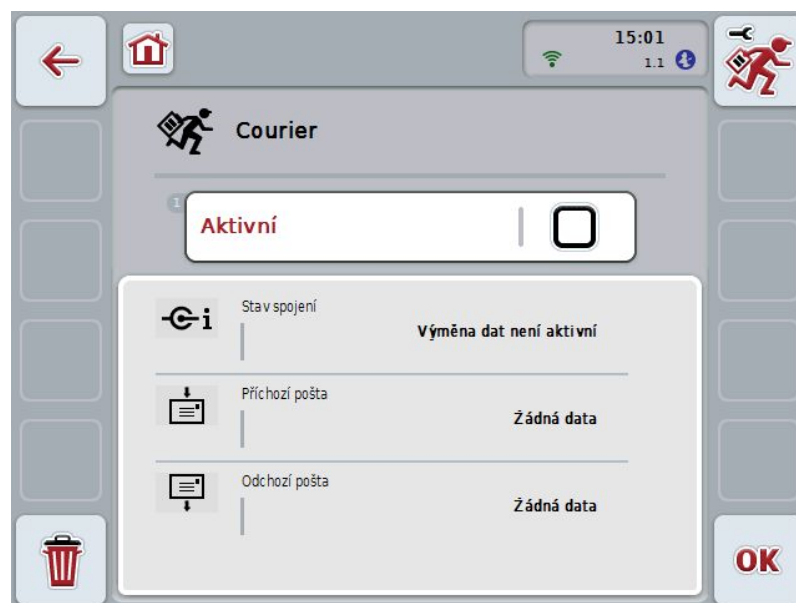 15:01
1.1
Courier
1
Aktivní
Stav spojení
Výměna dat není aktivní
Příchozí pošta
Žádná data
Odchozí pošta
Žádná data
OK